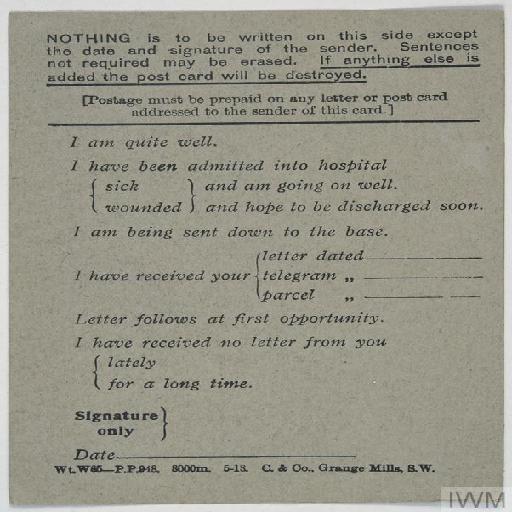 NOTHING is to be written on this side except
the date and signature of the sender. Sentences
not required may be erased. If anything else is
added the post card will be destroyed.
[Postage must be prepaid on any letter or post card
addressed to the sender of this card.]
I am quite well.
I have been admitted into hospital
{ sick } and am going on well.
{ wounded } and hope to be discharged soon.
I am being sent down to the base.
I have received your { letter dated
telegram „
parcel „
Letter follows at first opportunity.
I have received no letter from you
{ lately
{ for a long time.
Signature }
only
Date
Wt. W65—P.P.948. 8000m. 5-18. C. & Co., Grange Mills, S.W.
IWM